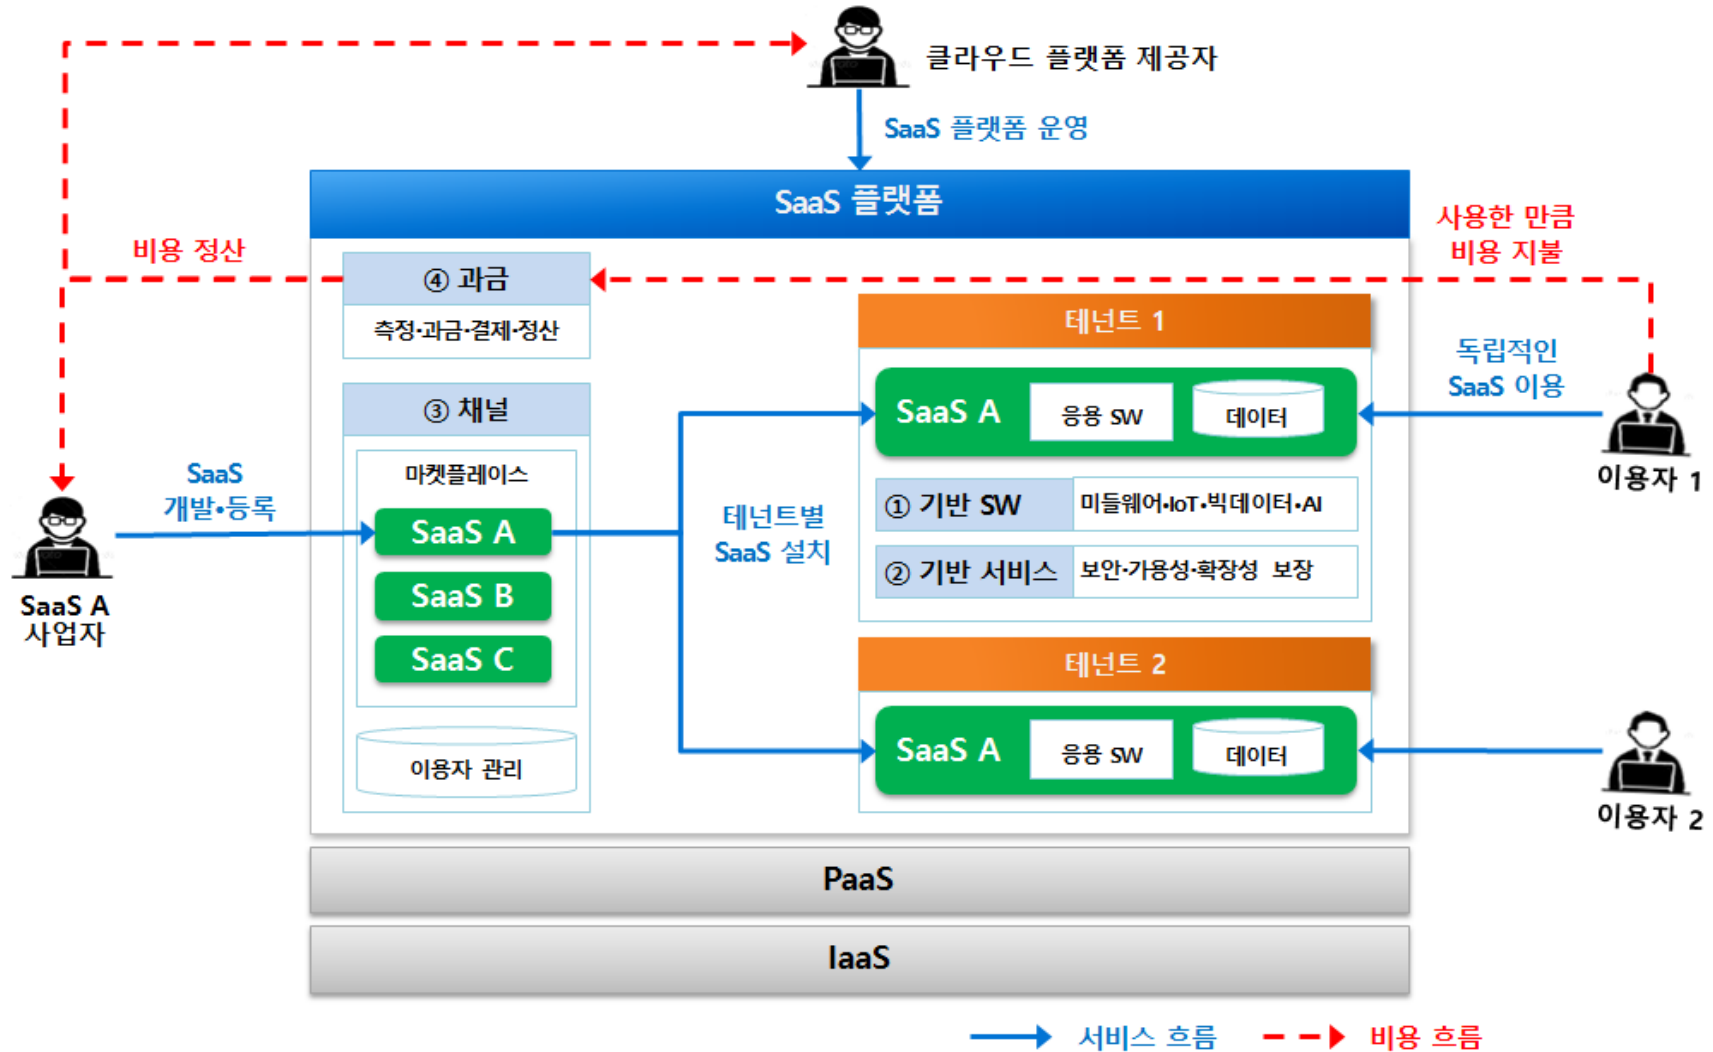 클라우드 플랫폼 제공자
SaaS 플랫폼 운영
SaaS 플랫폼
비용 정산
사용한 만큼
비용 지불
④ 과금
측정·과금·결제·정산
③ 채널
마켓플레이스
SaaS A
SaaS B
SaaS C
이용자 관리
SaaS
개발·등록
SaaS A
사업자
테넌트별
SaaS 설치
테넌트 1
SaaS A
응용 SW
데이터
① 기반 SW
미들웨어·IoT·빅데이터·AI
② 기반 서비스
보안·가용성·확장성 보장
테넌트 2
SaaS A
응용 SW
데이터
독립적인
SaaS 이용
이용자 1
이용자 2
PaaS
IaaS
서비스 흐름
비용 흐름